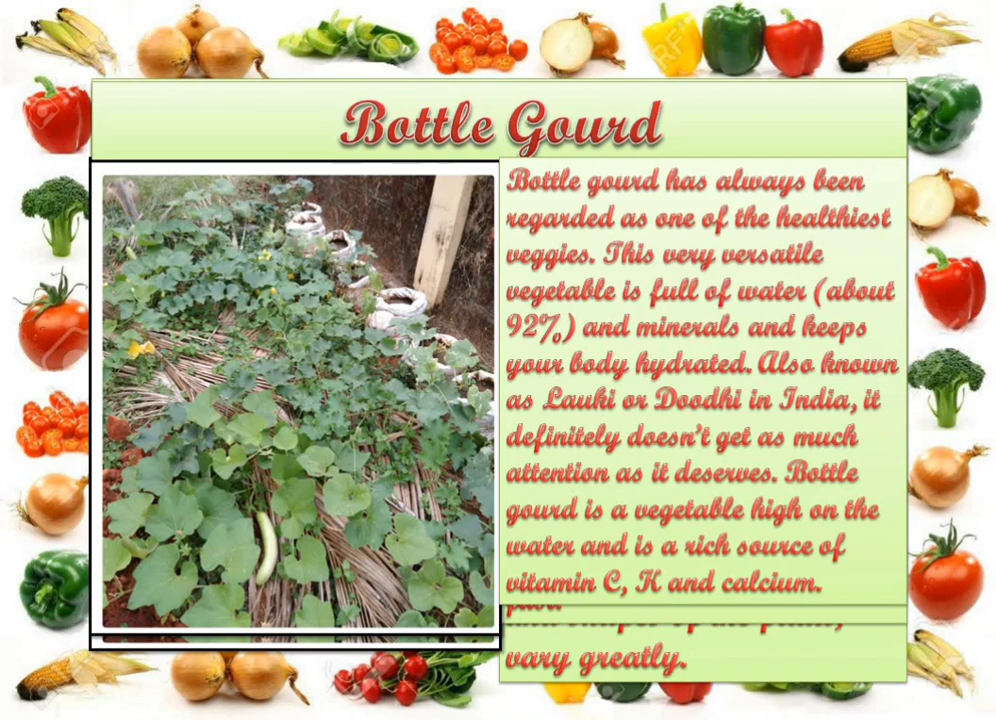 Bottle Gourd
Bottle gourd has always been
regarded as one of the healthiest
veggies. This very versatile
vegetable is full of water (about
92%) and minerals and keeps
your body hydrated. Also known
as Lauki or Doodhi in India, it
definitely doesn't get as much
attention as it deserves. Bottle
gourd is a vegetable high on the
water and is a rich source of
vitamin C, K and calcium.
vary greatly.